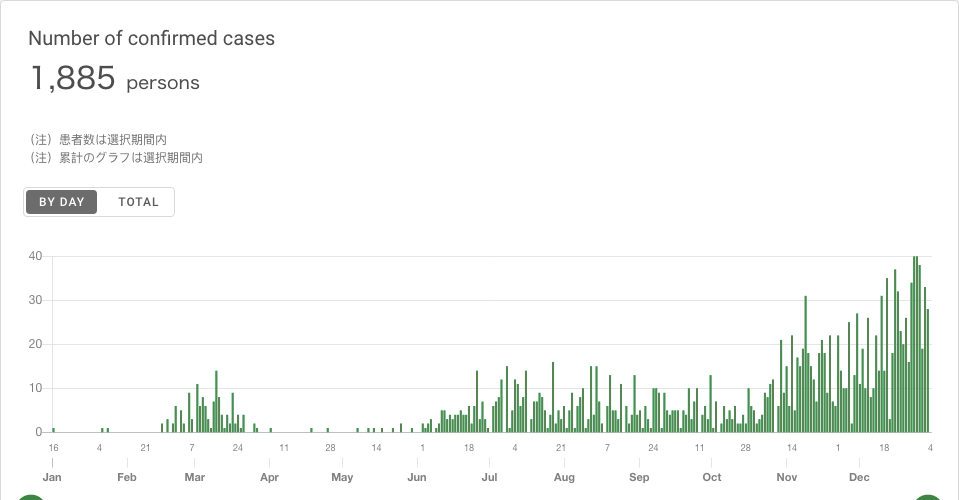 Number of confirmed cases
1,885 persons
（注）患者数は選択期間内
（注）累計のグラフは選択期間内
BY DAY TOTAL
40
30
20
10
0
16 4 21 7 24 11 28 14 1 18 4 21 7 24 11 28 14 1 18 4
Jan Feb Mar Apr May Jun Jul Aug Sep Oct Nov Dec